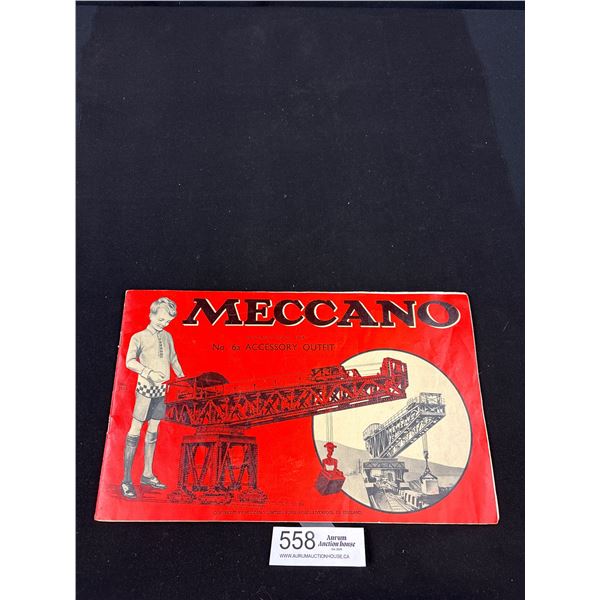 MECCANO
No. 6a ACCESSORY OUTFIT
558
Aurum
Auction house
WWW.AURUMAUCTIONHOUSE.CA